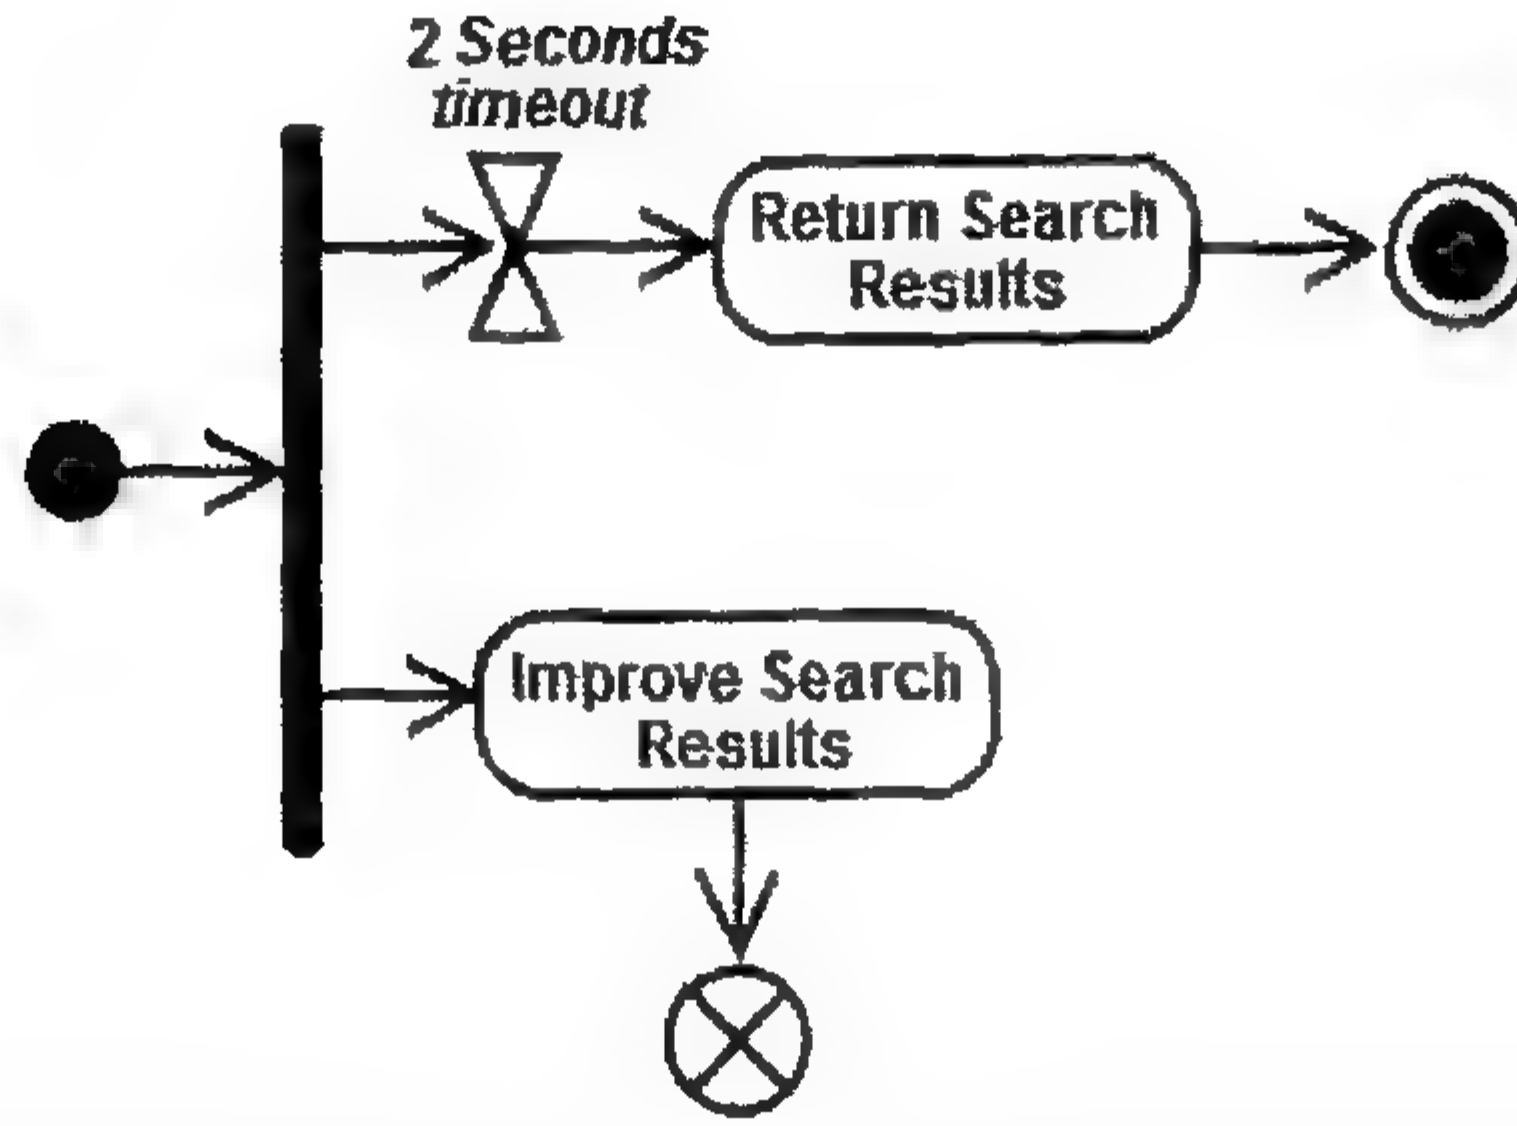 2 Seconds
timeout
Return Search
Results
Improve Search
Results